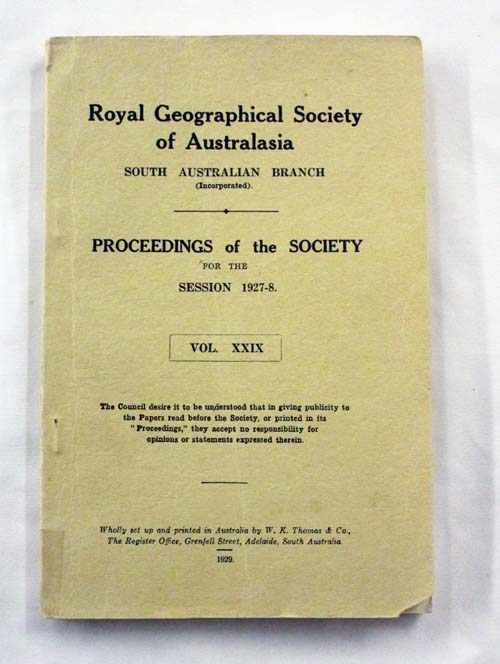 Royal Geographical Society
of Australasia
SOUTH AUSTRALIAN BRANCH
(Incorporated).
PROCEEDINGS of the SOCIETY
FOR THE
SESSION 1927-8.
VOL. XXIX
The Council desire it to be understood that in giving publicity to
the Papers read before the Society, or printed in its
"Proceedings," they accept no responsibility for
opinions or statements expressed therein.
Wholly set up and printed in Australia by W. K. Thomas & Co.,
The Register Office, Grenfell Street, Adelaide, South Australia.
1929.